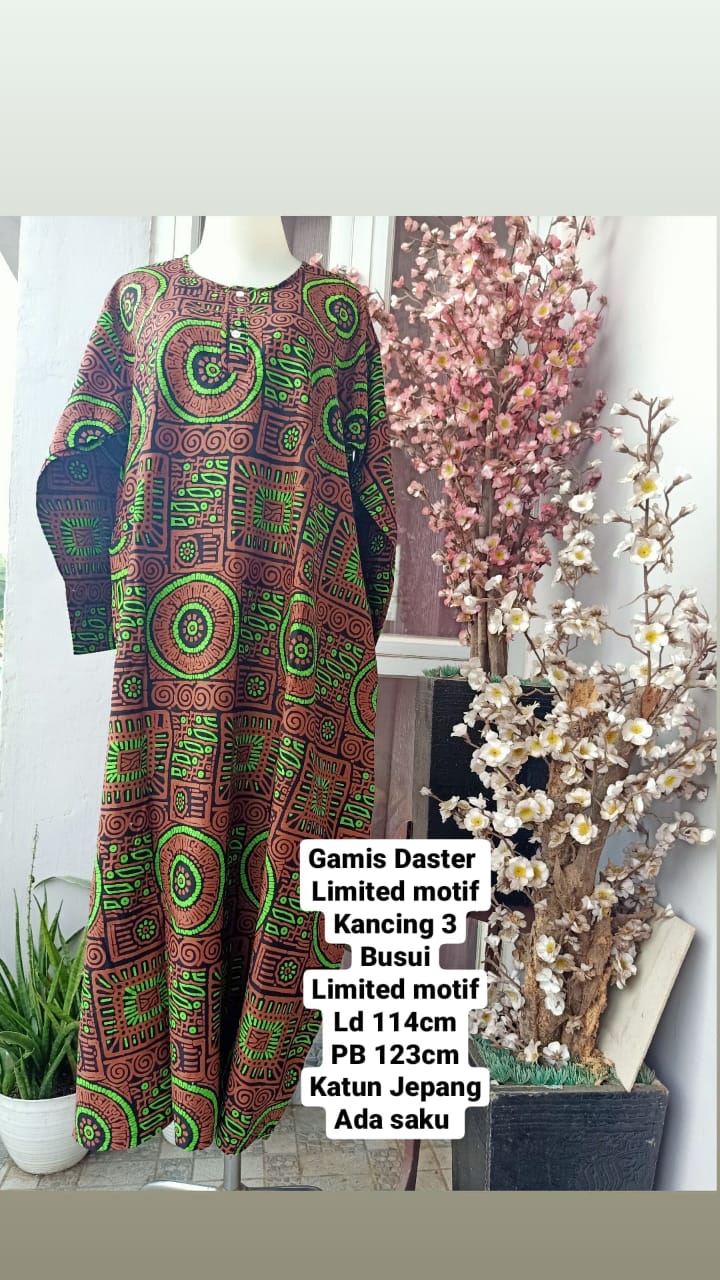 Gamis Daster
Limited motif
Kancing 3
Busui
Limited motif
Ld 114cm
PB 123cm
Katun Jepang
Ada saku